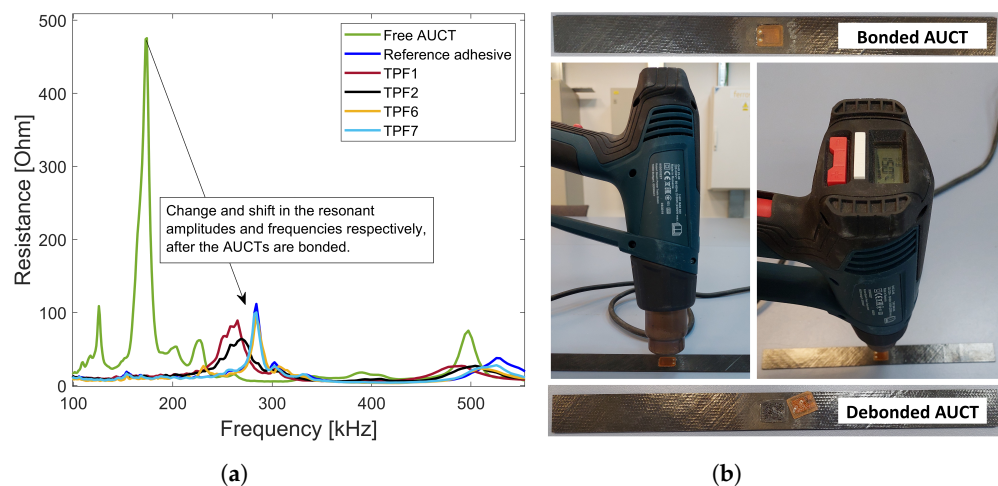 (a)
500
400
300
200
100
0
Resistance [Ohm]
100
200
300
400
500
Frequency [kHz]
Free AUCT
Reference adhesive
TPF1
TPF2
TPF6
TPF7
Change and shift in the resonant
amplitudes and frequencies respectively,
after the AUCTs are bonded.
Bonded AUCT
Debonded AUCT
(b)